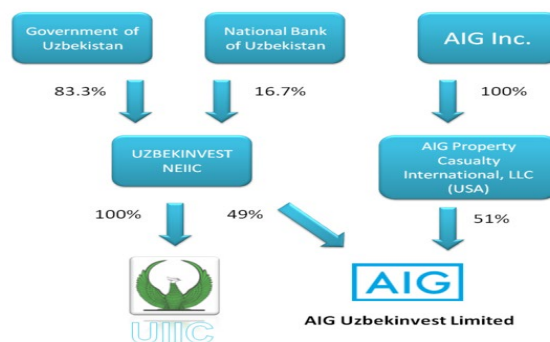 Government of
Uzbekistan
National Bank
of Uzbekistan
AIG Inc.
83.3%
16.7%
100%
UZBEKINVEST
NEIIC
AIG Property
Casualty
International, LLC
(USA)
100%
49%
51%
UIIC
AIG
AIG Uzbekinvest Limited